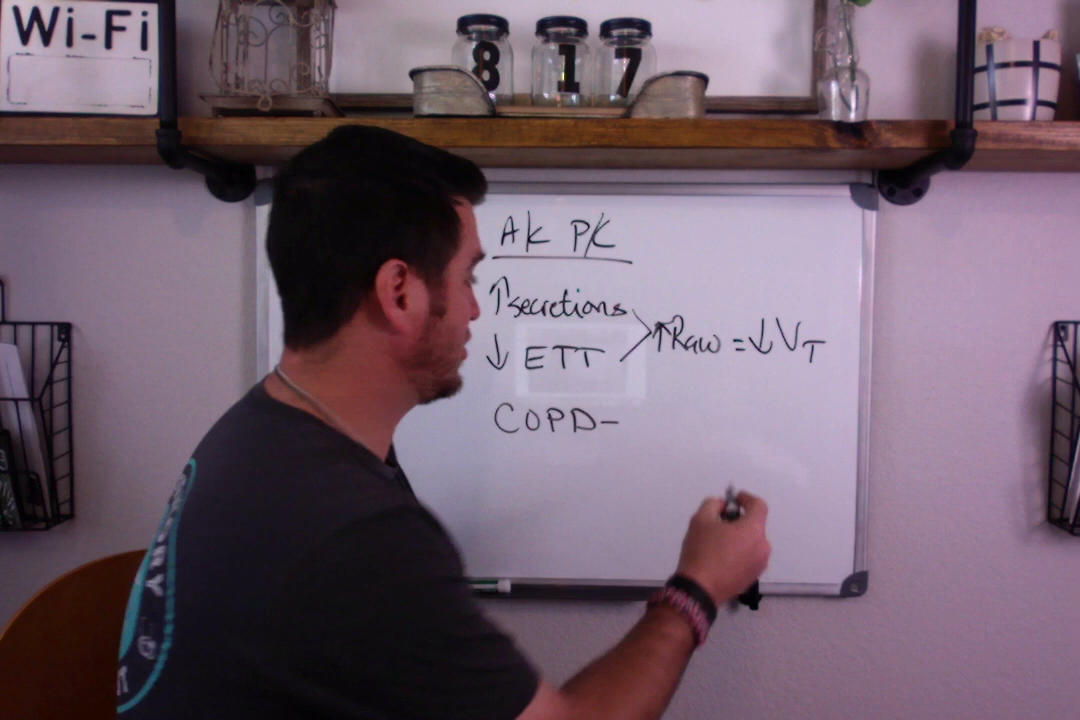 Wi-Fi
8 1 7
A/C P/C
↑secretions
↓ ETT
↑Raw = ↓VT
COPD-